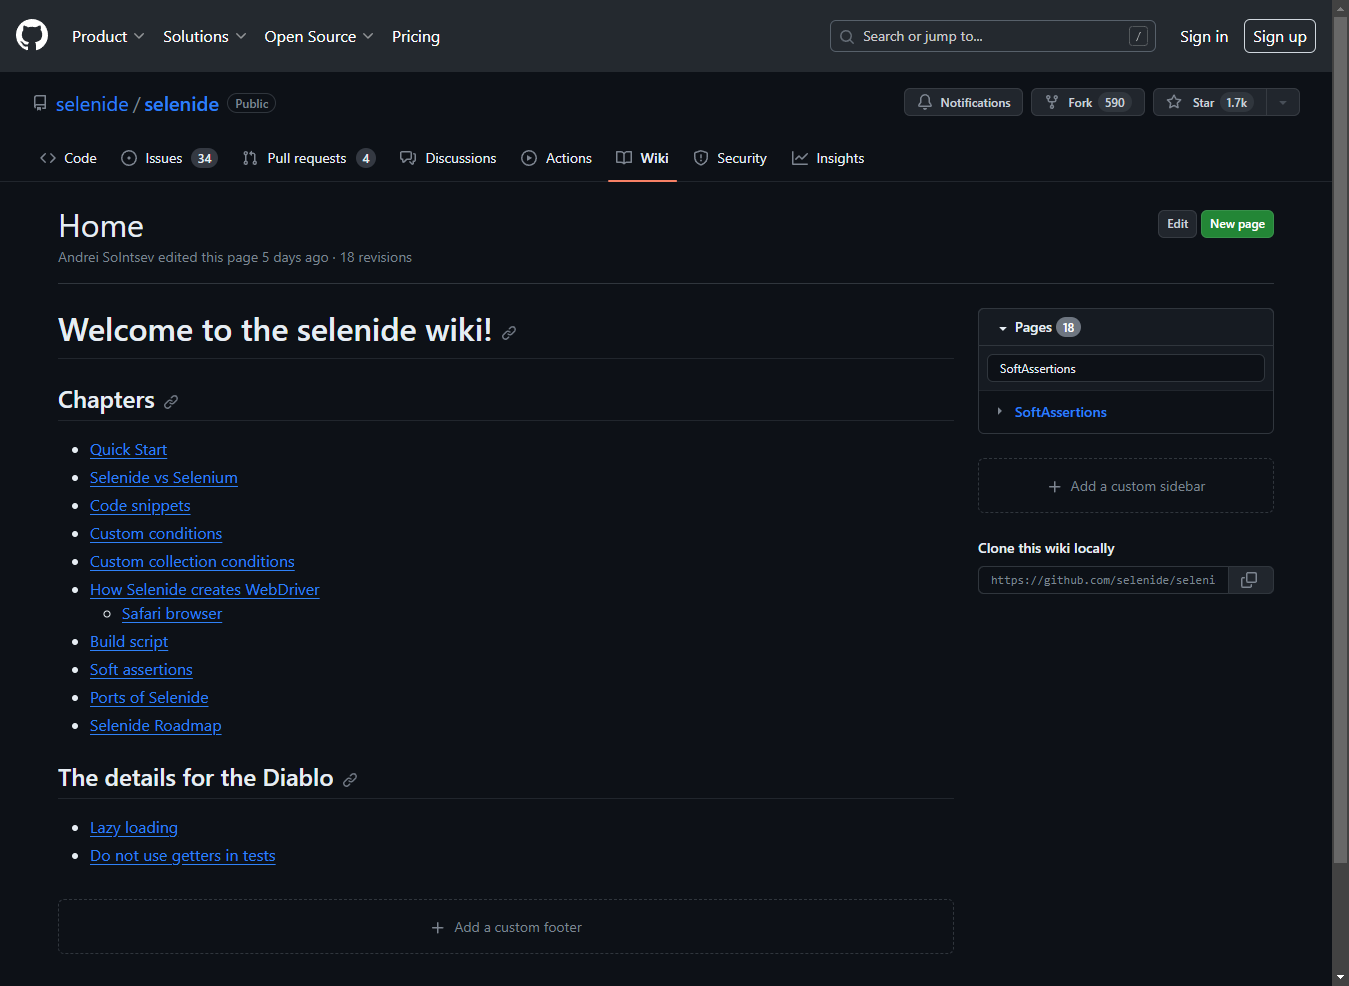 Product Solutions Open Source Pricing Search or jump to... / Sign in Sign up
selenide / selenide Public Notifications Fork 590 Star 1.7k
Code Issues 34 Pull requests 4 Discussions Actions Wiki Security Insights
Home Edit New page
Andrei Solntsev edited this page 5 days ago · 18 revisions
Welcome to the selenide wiki!
Chapters
Quick Start
Selenide vs Selenium
Code snippets
Custom conditions
Custom collection conditions
How Selenide creates WebDriver
Safari browser
Build script
Soft assertions
Ports of Selenide
Selenide Roadmap
The details for the Diablo
Lazy loading
Do not use getters in tests
Add a custom footer
Pages 18
SoftAssertions
SoftAssertions
Add a custom sidebar
Clone this wiki locally
https://github.com/selenide/seleni